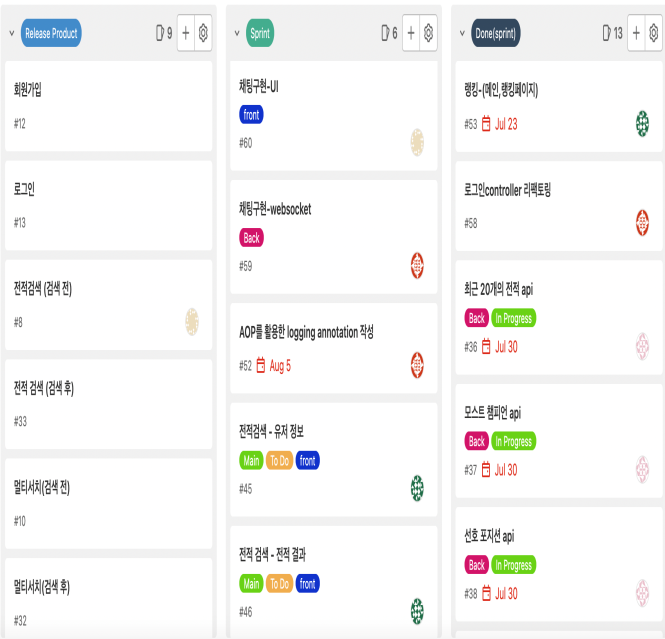 Release Product
9
회원가입
#12
로그인
#13
전적검색 (검색 전)
#8
전적 검색 (검색 후)
#33
멀티서치(검색 전)
#10
멀티서치(검색 후)
#32
Sprint
6
채팅구현-UI
front
#60
채팅구현-websocket
Back
#59
AOP를 활용한 logging annotation 작성
#52 Aug 5
전적검색 - 유저 정보
Main To Do front
#45
전적 검색 - 전적 결과
Main To Do front
#46
Done(sprint)
13
랭킹-(메인,랭킹페이지)
#53 Jul 23
로그인controller 리팩토링
#58
최근 20개의 전적 api
Back In Progress
#36 Jul 30
모스트 챔피언 api
Back In Progress
#37 Jul 30
선호 포지션 api
Back In Progress
#38 Jul 30